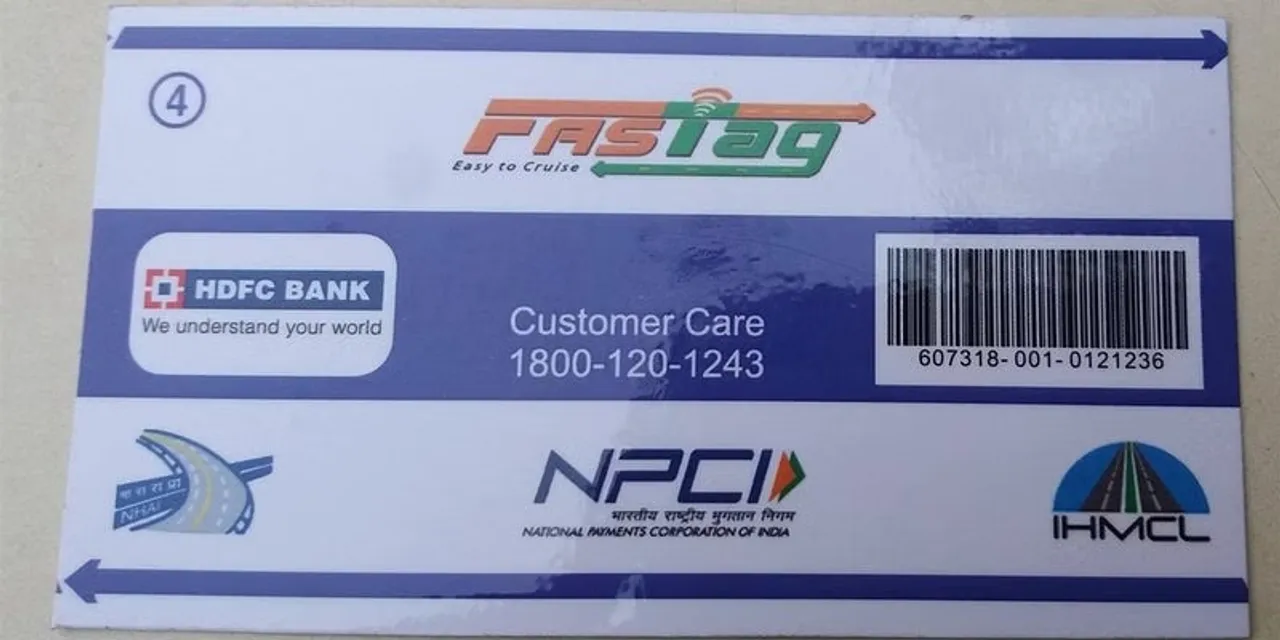 4
FASTag
Easy to Cruise
HDFC BANK
We understand your world
Customer Care
1800-120-1243
607318-001-0121236
भा रा रा प्रा
NHAI
NPCI
भारतीय राष्ट्रीय भुगतान निगम
NATIONAL PAYMENTS CORPORATION OF INDIA
IHMCL